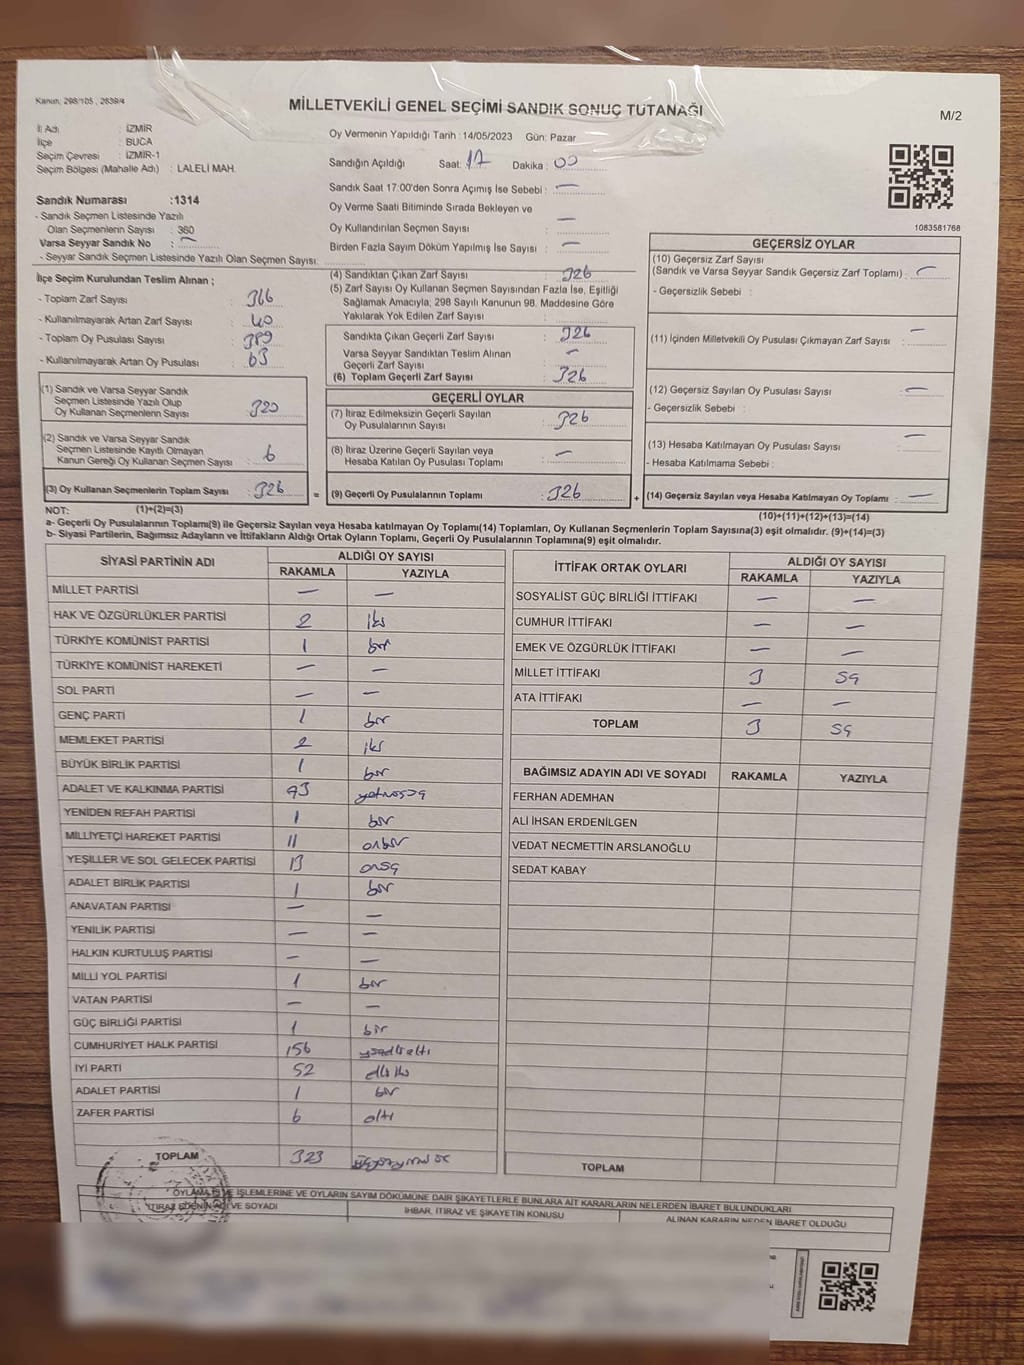 Kanun, 298/105 , 2839/4
MİLLETVEKİLİ GENEL SEÇİMİ SANDIK SONUÇ TUTANAĞI
M/2
İl Adı : İZMİR
İlçe : BUCA
Seçim Çevresi : İZMİR-1
Seçim Bölgesi (Mahalle Adı) : LALELİ MAH.
Oy Vermenin Yapıldığı Tarih : 14/05/2023 Gün: Pazar
Sandığın Açıldığı Saat: 17 Dakika : 00
Sandık Saat 17:00'den Sonra Açımış İse Sebebi : —
Oy Verme Saati Bitiminde Sırada Bekleyen ve
Oy Kullandırılan Seçmen Sayısı : —
Birden Fazla Sayım Döküm Yapılmış İse Sayısı : —
1083581768
Sandık Numarası :1314
- Sandık Seçmen Listesinde Yazılı
Olan Seçmenlerin Sayısı : 360
Varsa Seyyar Sandık No : —
- Seyyar Sandık Seçmen Listesinde Yazılı Olan Seçmen Sayısı:
İlçe Seçim Kurulundan Teslim Alınan ;
- Toplam Zarf Sayısı : 366
- Kullanılmayarak Artan Zarf Sayısı : 40
- Toplam Oy Pusulası Sayısı : 389
- Kullanılmayarak Artan Oy Pusulası : 63
(1) Sandık ve Varsa Seyyar Sandık
Seçmen Listesinde Yazılı Olup
Oy Kullanan Seçmenlerin Sayısı : 320
(2) Sandık ve Varsa Seyyar Sandık
Seçmen Listesinde Kayıtlı Olmayan
Kanun Gereği Oy Kullanan Seçmen Sayısı : 6
(3) Oy Kullanan Seçmenlerin Toplam Sayısı : 326
(4) Sandıktan Çıkan Zarf Sayısı : 326
(5) Zarf Sayısı Oy Kullanan Seçmen Sayısından Fazla İse, Eşitliği
Sağlamak Amacıyla; 298 Sayılı Kanunun 98. Maddesine Göre
Yakılarak Yok Edilen Zarf Sayısı :
Sandıkta Çıkan Geçerli Zarf Sayısı : 326
Varsa Seyyar Sandıktan Teslim Alınan
Geçerli Zarf Sayısı : —
(6) Toplam Geçerli Zarf Sayısı : 326
GEÇERLİ OYLAR
(7) İtiraz Edilmeksizin Geçerli Sayılan
Oy Pusulalarının Sayısı : 326
(8) İtiraz Üzerine Geçerli Sayılan veya
Hesaba Katılan Oy Pusulası Toplamı : —
= (9) Geçerli Oy Pusulalarının Toplamı : 326 +
GEÇERSİZ OYLAR
(10) Geçersiz Zarf Sayısı
(Sandık ve Varsa Seyyar Sandık Geçersiz Zarf Toplamı) : —
- Geçersizlik Sebebi :
(11) İçinden Milletvekili Oy Pusulası Çıkmayan Zarf Sayısı : —
(12) Geçersiz Sayılan Oy Pusulası Sayısı : —
- Geçersizlik Sebebi :
(13) Hesaba Katılmayan Oy Pusulası Sayısı : —
- Hesaba Katılmama Sebebi :
(14) Geçersiz Sayılan veya Hesaba Katılmayan Oy Toplamı : —
NOT: (1)+(2)=(3) (10)+(11)+(12)+(13)=(14)
a- Geçerli Oy Pusulalarının Toplamı(9) ile Geçersiz Sayılan veya Hesaba katılmayan Oy Toplamı(14) Toplamları, Oy Kullanan Seçmenlerin Toplam Sayısına(3) eşit olmalıdır. (9)+(14)=(3)
b- Siyasi Partilerin, Bağımsız Adayların ve İttifakların Aldığı Ortak Oyların Toplamı, Geçerli Oy Pusulalarının Toplamına(9) eşit olmalıdır.
SİYASİ PARTİNİN ADI ALDIĞI OY SAYISI
RAKAMLA YAZIYLA
MİLLET PARTİSİ — —
HAK VE ÖZGÜRLÜKLER PARTİSİ 2 iki
TÜRKİYE KOMÜNİST PARTİSİ 1 bir
TÜRKİYE KOMÜNİST HAREKETİ — —
SOL PARTİ — —
GENÇ PARTİ 1 bir
MEMLEKET PARTİSİ 2 iki
BÜYÜK BİRLİK PARTİSİ 1 bir
ADALET VE KALKINMA PARTİSİ 73 yetmişüç
YENİDEN REFAH PARTİSİ 1 bir
MİLLİYETÇİ HAREKET PARTİSİ 11 onbir
YEŞİLLER VE SOL GELECEK PARTİSİ 13 onüç
ADALET BİRLİK PARTİSİ 1 bir
ANAVATAN PARTİSİ — —
YENİLİK PARTİSİ — —
HALKIN KURTULUŞ PARTİSİ — —
MİLLİ YOL PARTİSİ 1 bir
VATAN PARTİSİ — —
GÜÇ BİRLİĞİ PARTİSİ 1 bir
CUMHURİYET HALK PARTİSİ 156 yüzellialtı
İYİ PARTİ 52 elliiki
ADALET PARTİSİ 1 bir
ZAFER PARTİSİ 6 altı
TOPLAM 323 üçyüzyirmiüç
İTTİFAK ORTAK OYLARI ALDIĞI OY SAYISI
RAKAMLA YAZIYLA
SOSYALİST GÜÇ BİRLİĞİ İTTİFAKI — —
CUMHUR İTTİFAKI — —
EMEK VE ÖZGÜRLÜK İTTİFAKI — —
MİLLET İTTİFAKI 3 üç
ATA İTTİFAKI — —
TOPLAM 3 üç
BAĞIMSIZ ADAYIN ADI VE SOYADI RAKAMLA YAZIYLA
FERHAN ADEMHAN
ALİ İHSAN ERDENİLGEN
VEDAT NECMETTİN ARSLANOĞLU
SEDAT KABAY
TOPLAM
OYLAMA İŞLEMLERİNE VE OYLARIN SAYIM DÖKÜMÜNE DAİR ŞİKAYETLERLE BUNLARA AİT KARARLARIN NELERDEN İBARET BULUNDUKLARI
İTİRAZ EDENİN ADI VE SOYADI İHBAR, İTİRAZ VE ŞİKAYETİN KONUSU ALINAN KARARIN NEDEN İBARET OLDUĞU